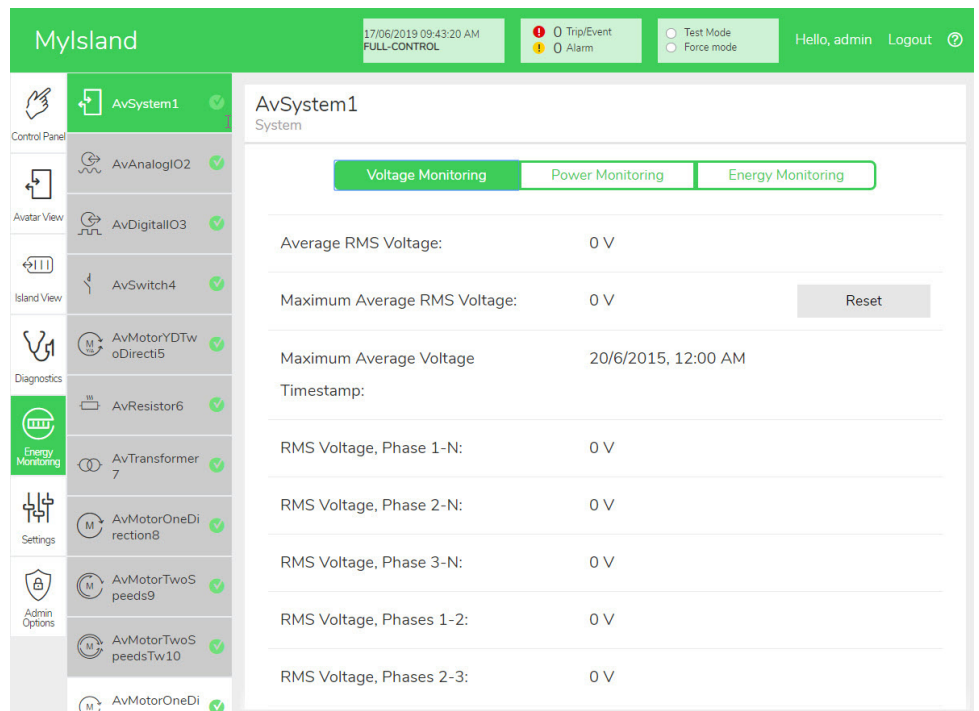 MyIsland
17/06/2019 09:43:20 AM
FULL-CONTROL
0 Trip/Event
0 Alarm
Test Mode
Force mode
Hello, admin
Logout
Control Panel
Avatar View
Island View
Diagnostics
Energy
Monitoring
Settings
Admin
Options
AvSystem1
AvAnalogIO2
AvDigitalIO3
AvSwitch4
AvMotorYDTw
oDirecti5
AvResistor6
AvTransformer
7
AvMotorOneDi
rection8
AvMotorTwoS
peeds9
AvMotorTwoS
peedsTw10
AvMotorOneDi
AvSystem1
System
Voltage Monitoring
Power Monitoring
Energy Monitoring
Average RMS Voltage: 0 V
Maximum Average RMS Voltage: 0 V Reset
Maximum Average Voltage 20/6/2015, 12:00 AM
Timestamp:
RMS Voltage, Phase 1-N: 0 V
RMS Voltage, Phase 2-N: 0 V
RMS Voltage, Phase 3-N: 0 V
RMS Voltage, Phases 1-2: 0 V
RMS Voltage, Phases 2-3: 0 V